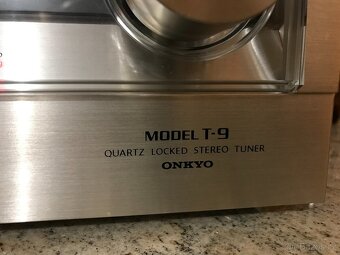 MODEL T-9
QUARTZ LOCKED STEREO TUNER
ONKYO